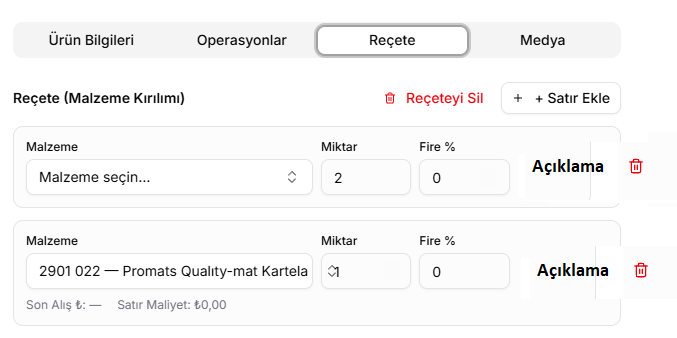 Ürün Bilgileri Operasyonlar Reçete Medya
Reçete (Malzeme Kırılımı) Reçeteyi Sil + + Satır Ekle
Malzeme Miktar Fire %
Malzeme seçin... 2 0 Açıklama
Malzeme Miktar Fire %
2901 022 — Promats Qualıty-mat Kartela 1 0 Açıklama
Son Alış ₺: — Satır Maliyet: ₺0,00